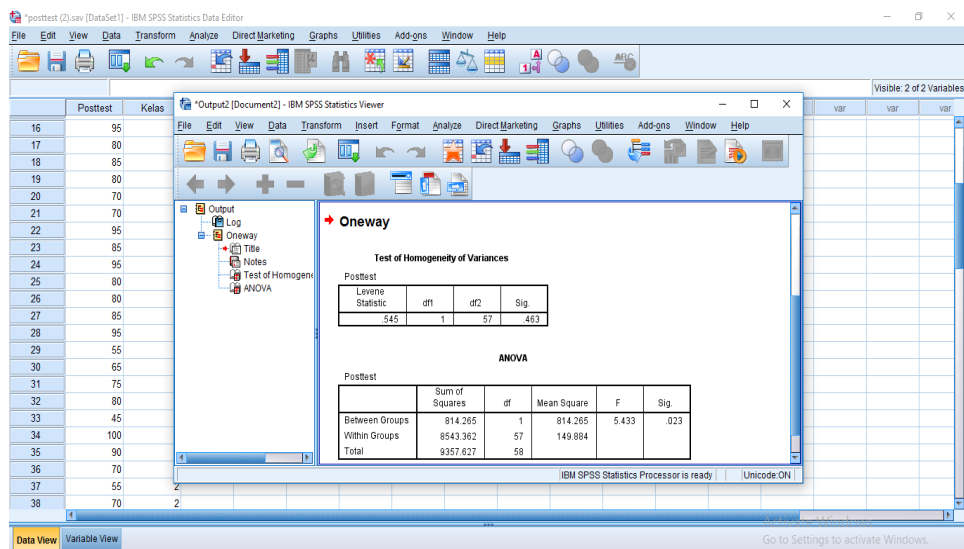 *posttest (2).sav [DataSet1] - IBM SPSS Statistics Data Editor
File Edit View Data Transform Analyze Direct Marketing Graphs Utilities Add-ons Window Help
Visible: 2 of 2 Variables
Posttest Kelas var var var
16 95
17 80
18 85
19 80
20 70
21 70
22 95
23 85
24 95
25 80
26 80
27 85
28 95
29 55
30 65
31 75
32 80
33 45
34 100
35 90
36 70
37 55 2
38 70 2
*Output2 [Document2] - IBM SPSS Statistics Viewer
File Edit View Data Transform Insert Format Analyze Direct Marketing Graphs Utilities Add-ons Window Help
Output
Log
Oneway
Title
Notes
Test of Homogene
ANOVA
Oneway
Test of Homogeneity of Variances
Posttest
Levene Statistic df1 df2 Sig.
.545 1 57 .463
ANOVA
Posttest
Sum of Squares df Mean Square F Sig.
Between Groups 814.265 1 814.265 5.433 .023
Within Groups 8543.362 57 149.884
Total 9357.627 58
IBM SPSS Statistics Processor is ready Unicode:ON
Data View Variable View
Go to Settings to activate Windows.